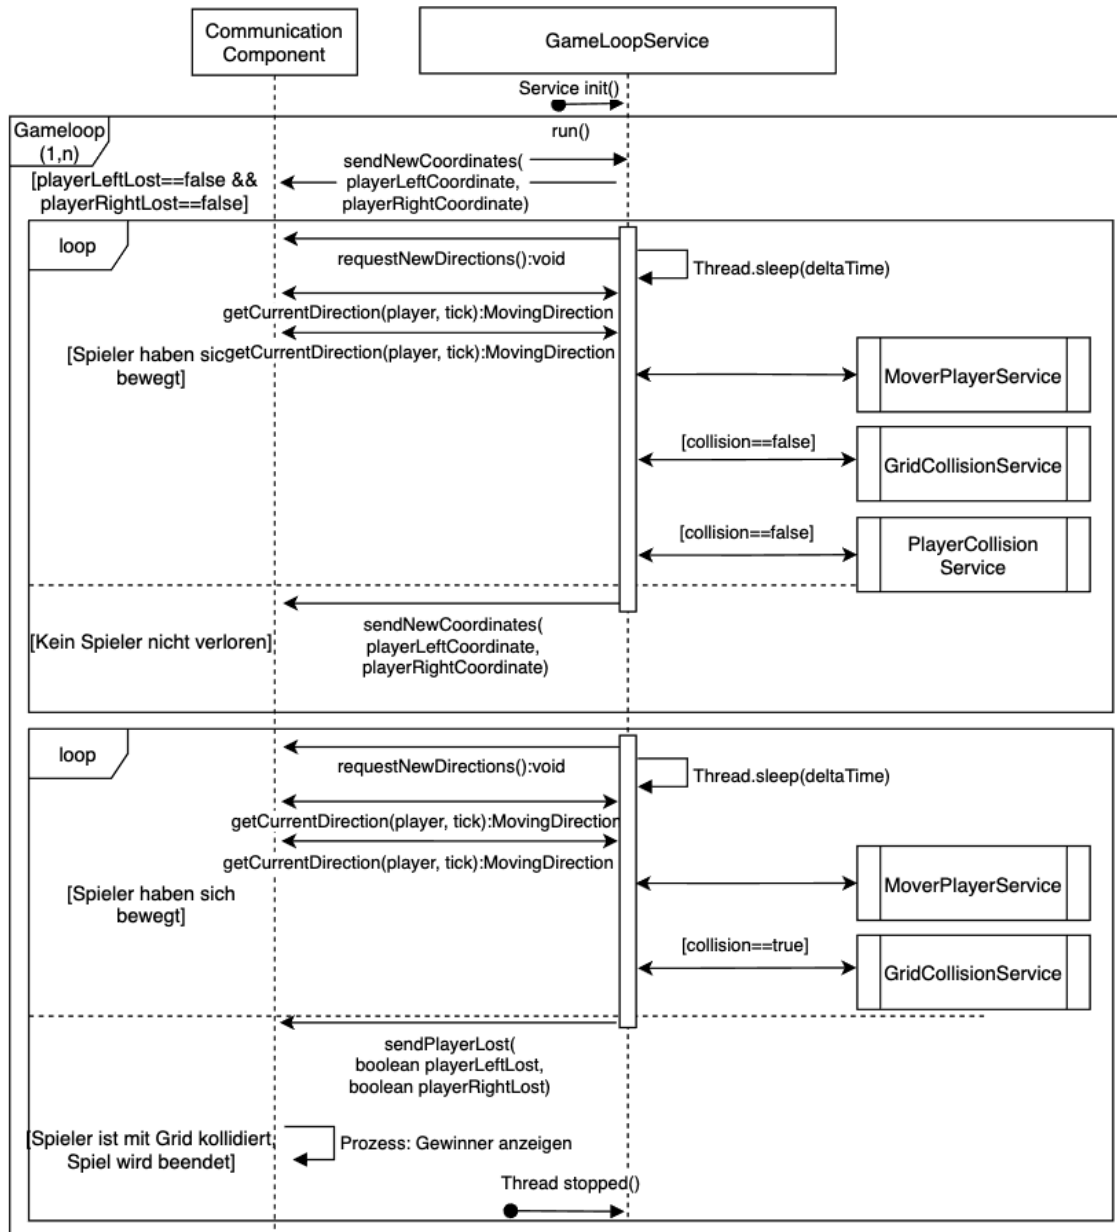 Communication
Component
GameLoopService
Service init()
Gameloop
(1,n)
run()
[playerLeftLost==false &&
playerRightLost==false]
sendNewCoordinates(
playerLeftCoordinate,
playerRightCoordinate)
loop
requestNewDirections():void
Thread.sleep(deltaTime)
getCurrentDirection(player, tick):MovingDirection
[Spieler haben sic
bewegt]
getCurrentDirection(player, tick):MovingDirection
MoverPlayerService
[collision==false]
GridCollisionService
[collision==false]
PlayerCollision
Service
[Kein Spieler nicht verloren]
sendNewCoordinates(
playerLeftCoordinate,
playerRightCoordinate)
loop
requestNewDirections():void
Thread.sleep(deltaTime)
getCurrentDirection(player, tick):MovingDirection
getCurrentDirection(player, tick):MovingDirection
[Spieler haben sich
bewegt]
MoverPlayerService
[collision==true]
GridCollisionService
sendPlayerLost(
boolean playerLeftLost,
boolean playerRightLost)
[Spieler ist mit Grid kollidiert,
Spiel wird beendet]
Prozess: Gewinner anzeigen
Thread stopped()